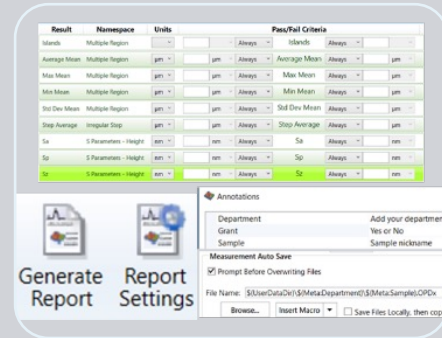 Result Namespace Units Pass/Fail Criteria
Islands Multiple Region Always Islands Always
Average Mean Multiple Region µm µm Always Average Mean Always µm
Max Mean Multiple Region µm µm Always Max Mean Always µm
Min Mean Multiple Region µm µm Always Min Mean Always µm
Std Dev Mean Multiple Region µm µm Always Std Dev Mean Always µm
Step Average Irregular Step µm µm Always Step Average Always µm
Sa S Parameters - Height nm nm Always Sa Always nm
Sp S Parameters - Height nm nm Always Sp Always nm
Sz S Parameters - Height nm nm Always Sz Always nm
Annotations
Department Add your departmen
Grant Yes or No
Sample Sample nickname
Measurement Auto Save
Prompt Before Overwriting Files
File Name: $(UserDataDir)\$(Meta:Department)\$(Meta:Sample).OPDx
Browse... Insert Macro Save Files Locally, then cop
Generate
Report
Report
Settings